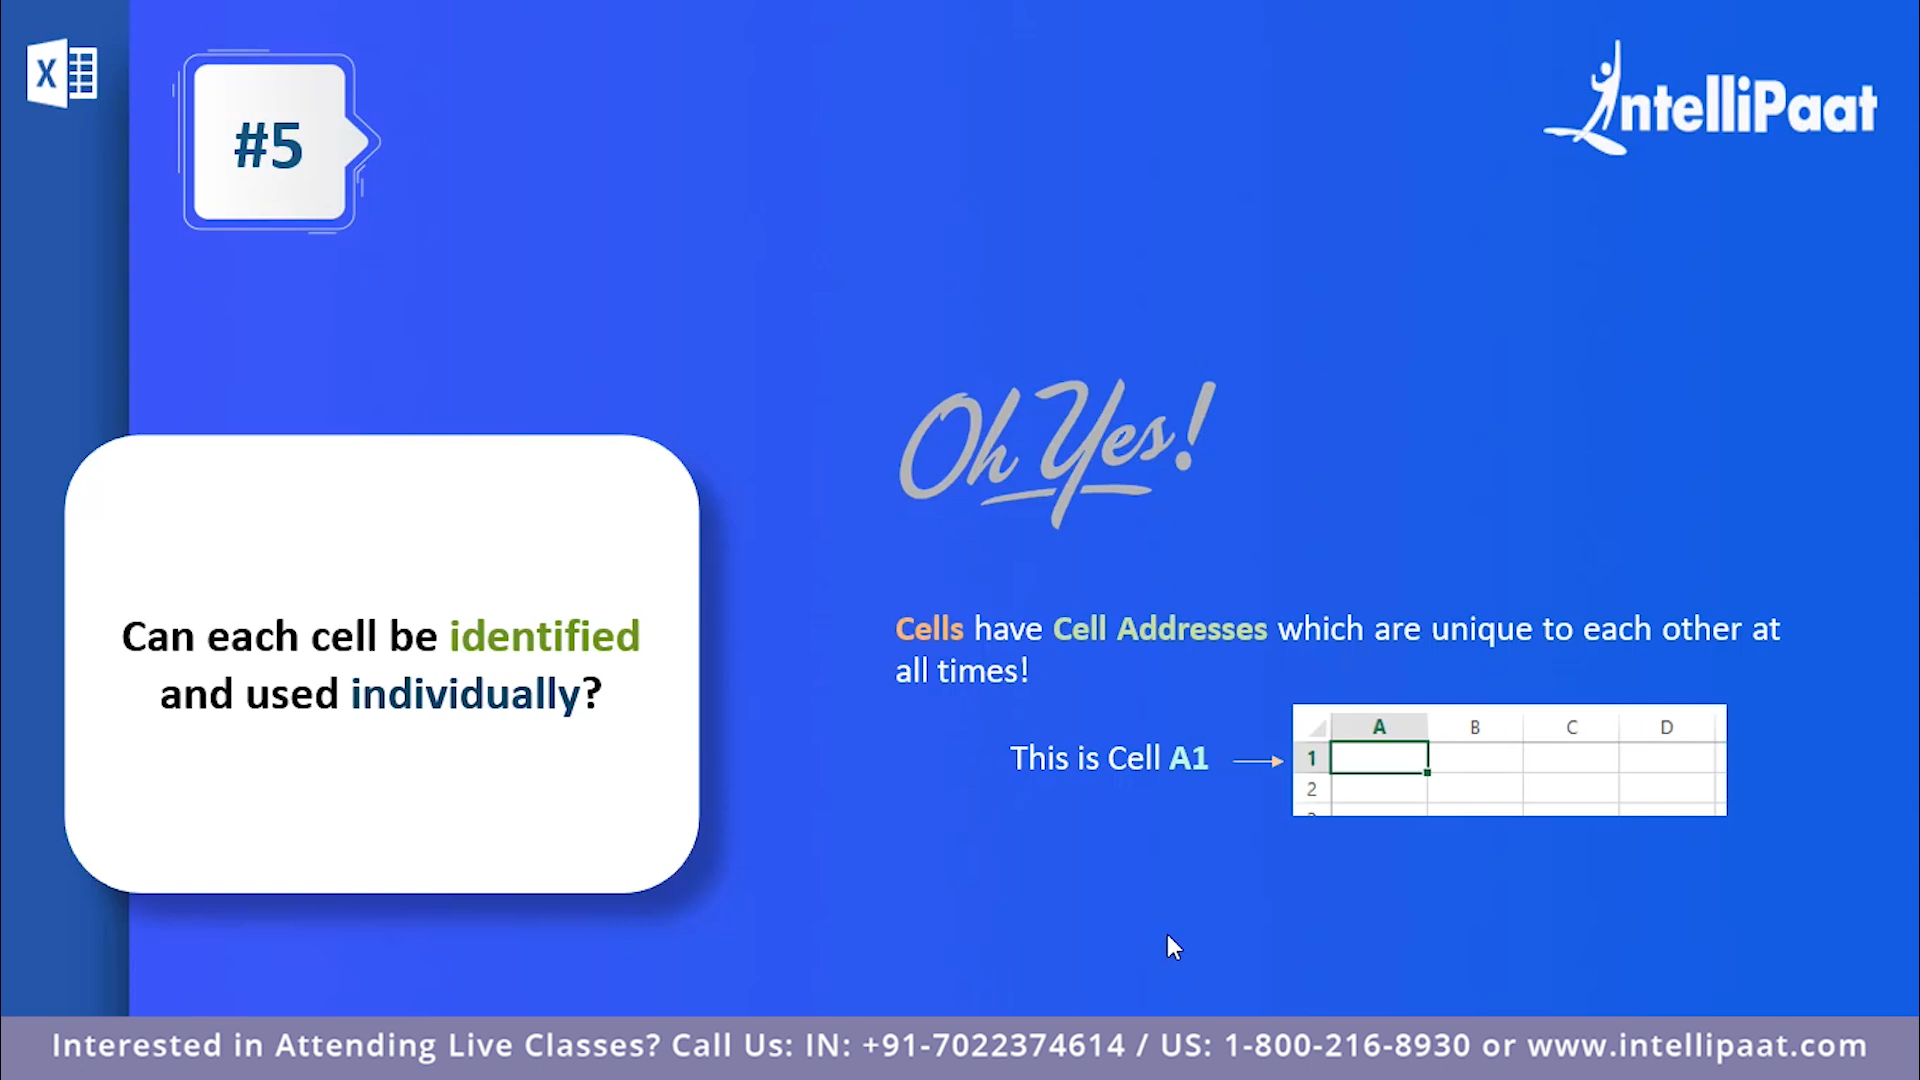 X
#5
IntelliPaat
Oh Yes!
Can each cell be identified
and used individually?
Cells have Cell Addresses which are unique to each other at
all times!
This is Cell A1
A B C D
1
2
Interested in Attending Live Classes? Call Us: IN: +91-7022374614 / US: 1-800-216-8930 or www.intellipaat.com